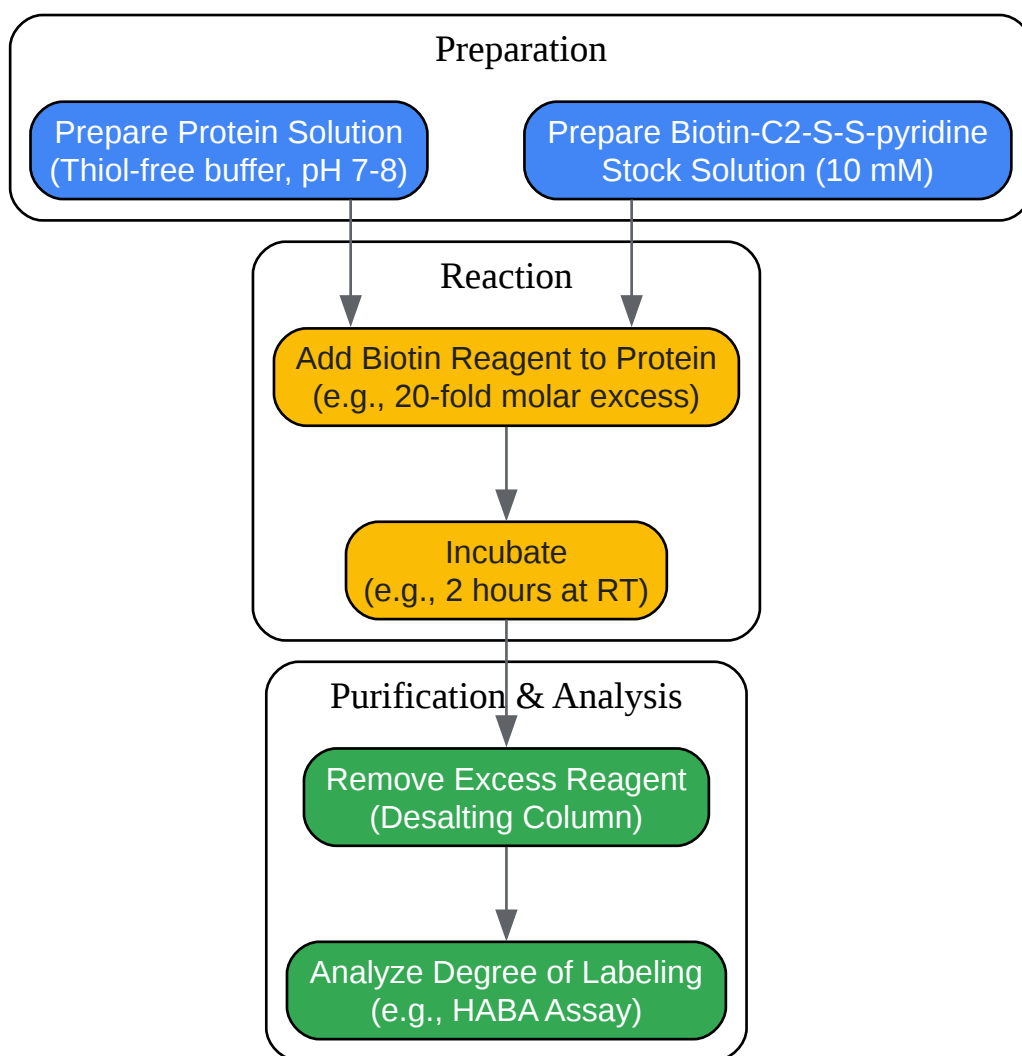 Preparation
Prepare Protein Solution
(Thiol-free buffer, pH 7-8)
Prepare Biotin-C2-S-S-pyridine
Stock Solution (10 mM)
Reaction
Add Biotin Reagent to Protein
(e.g., 20-fold molar excess)
Incubate
(e.g., 2 hours at RT)
Purification & Analysis
Remove Excess Reagent
(Desalting Column)
Analyze Degree of Labeling
(e.g., HABA Assay)